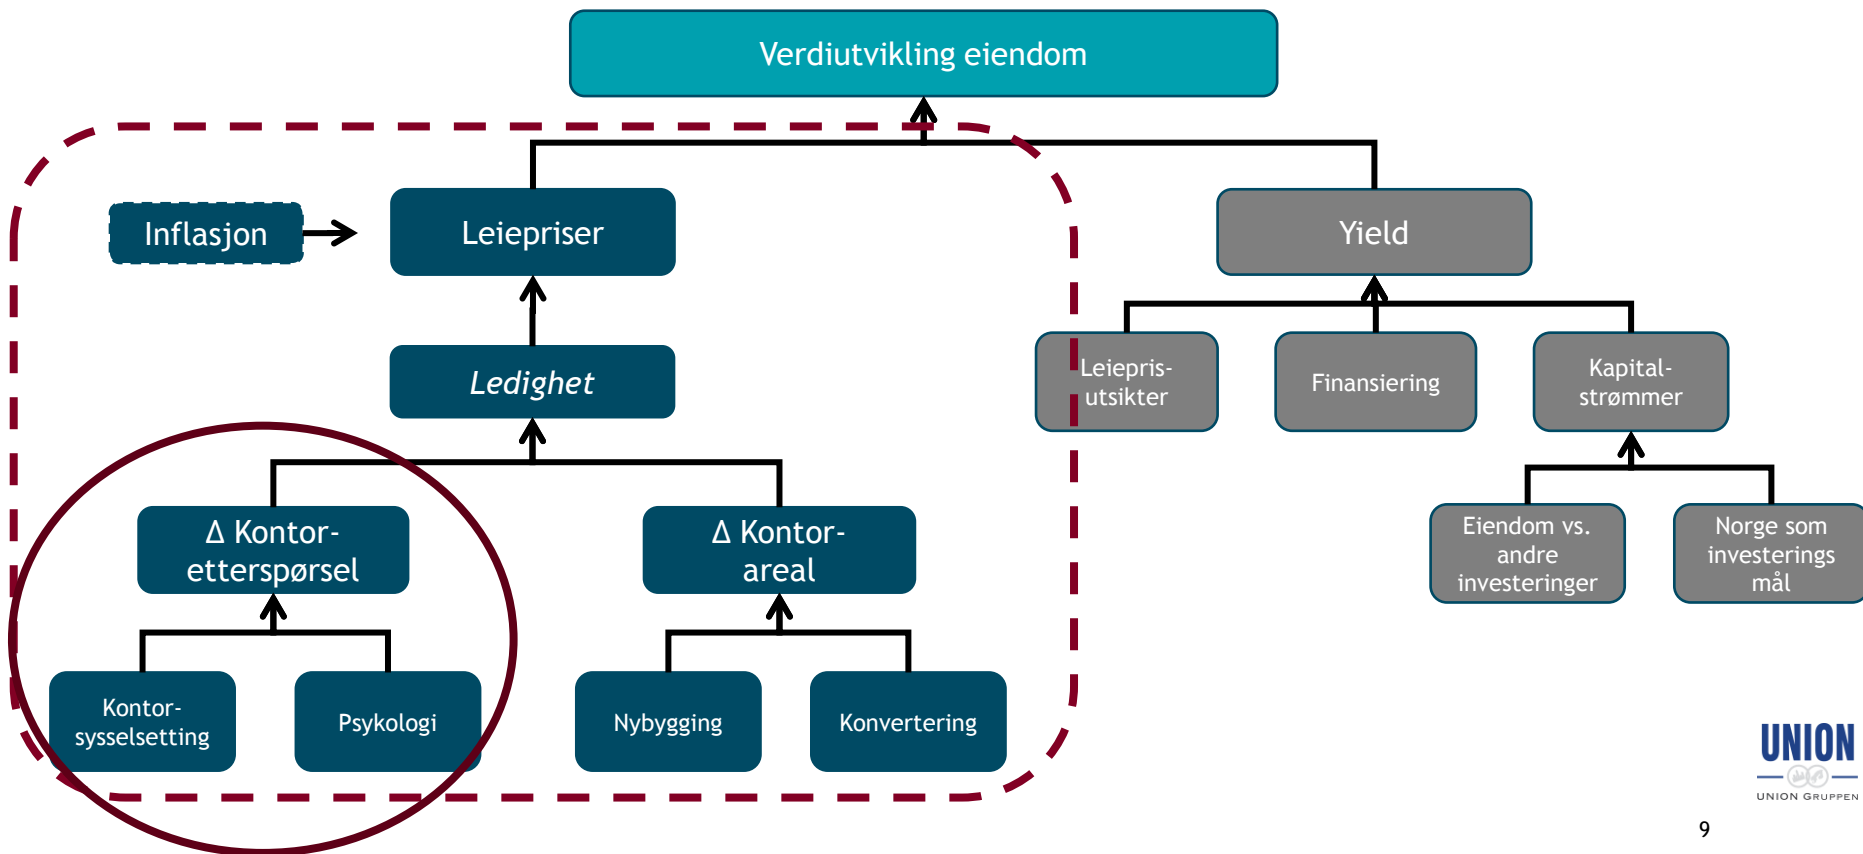 Verdiutvikling eiendom
Inflasjon
Leiepriser
Yield
Ledighet
Leiepris-
utsikter
Finansiering
Kapital-
strømmer
Δ Kontor-
etterspørsel
Δ Kontor-
areal
Eiendom vs.
andre
investeringer
Norge som
investerings
mål
Kontor-
sysselsetting
Psykologi
Nybygging
Konvertering
UNION
UNION GRUPPEN
9